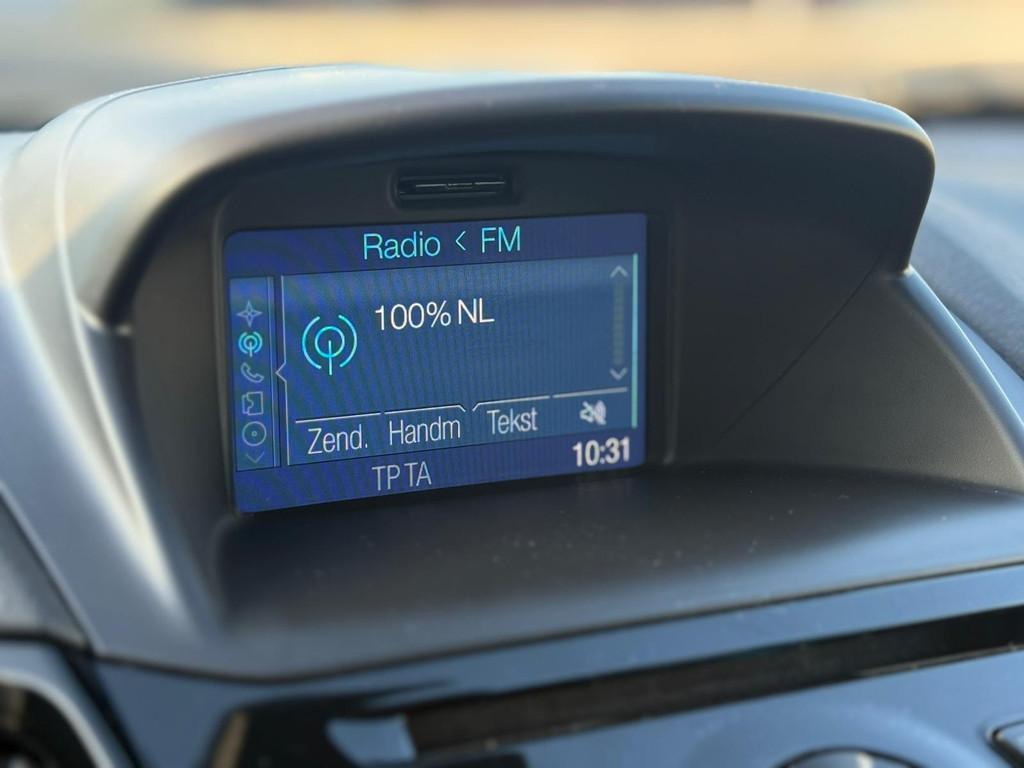 Radio < FM
100% NL
Zend. Handm Tekst
10:31
TP TA